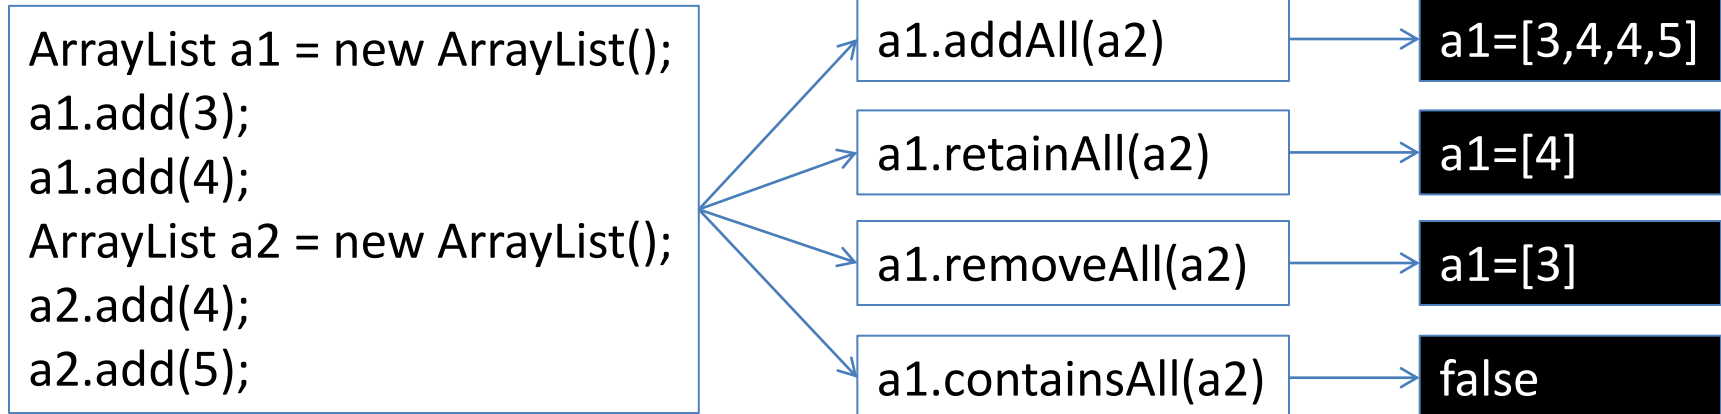 ArrayList a1 = new ArrayList();
a1.add(3);
a1.add(4);
ArrayList a2 = new ArrayList();
a2.add(4);
a2.add(5);
a1.addAll(a2)
a1=[3,4,4,5]
a1.retainAll(a2)
a1=[4]
a1.removeAll(a2)
a1=[3]
a1.containsAll(a2)
false